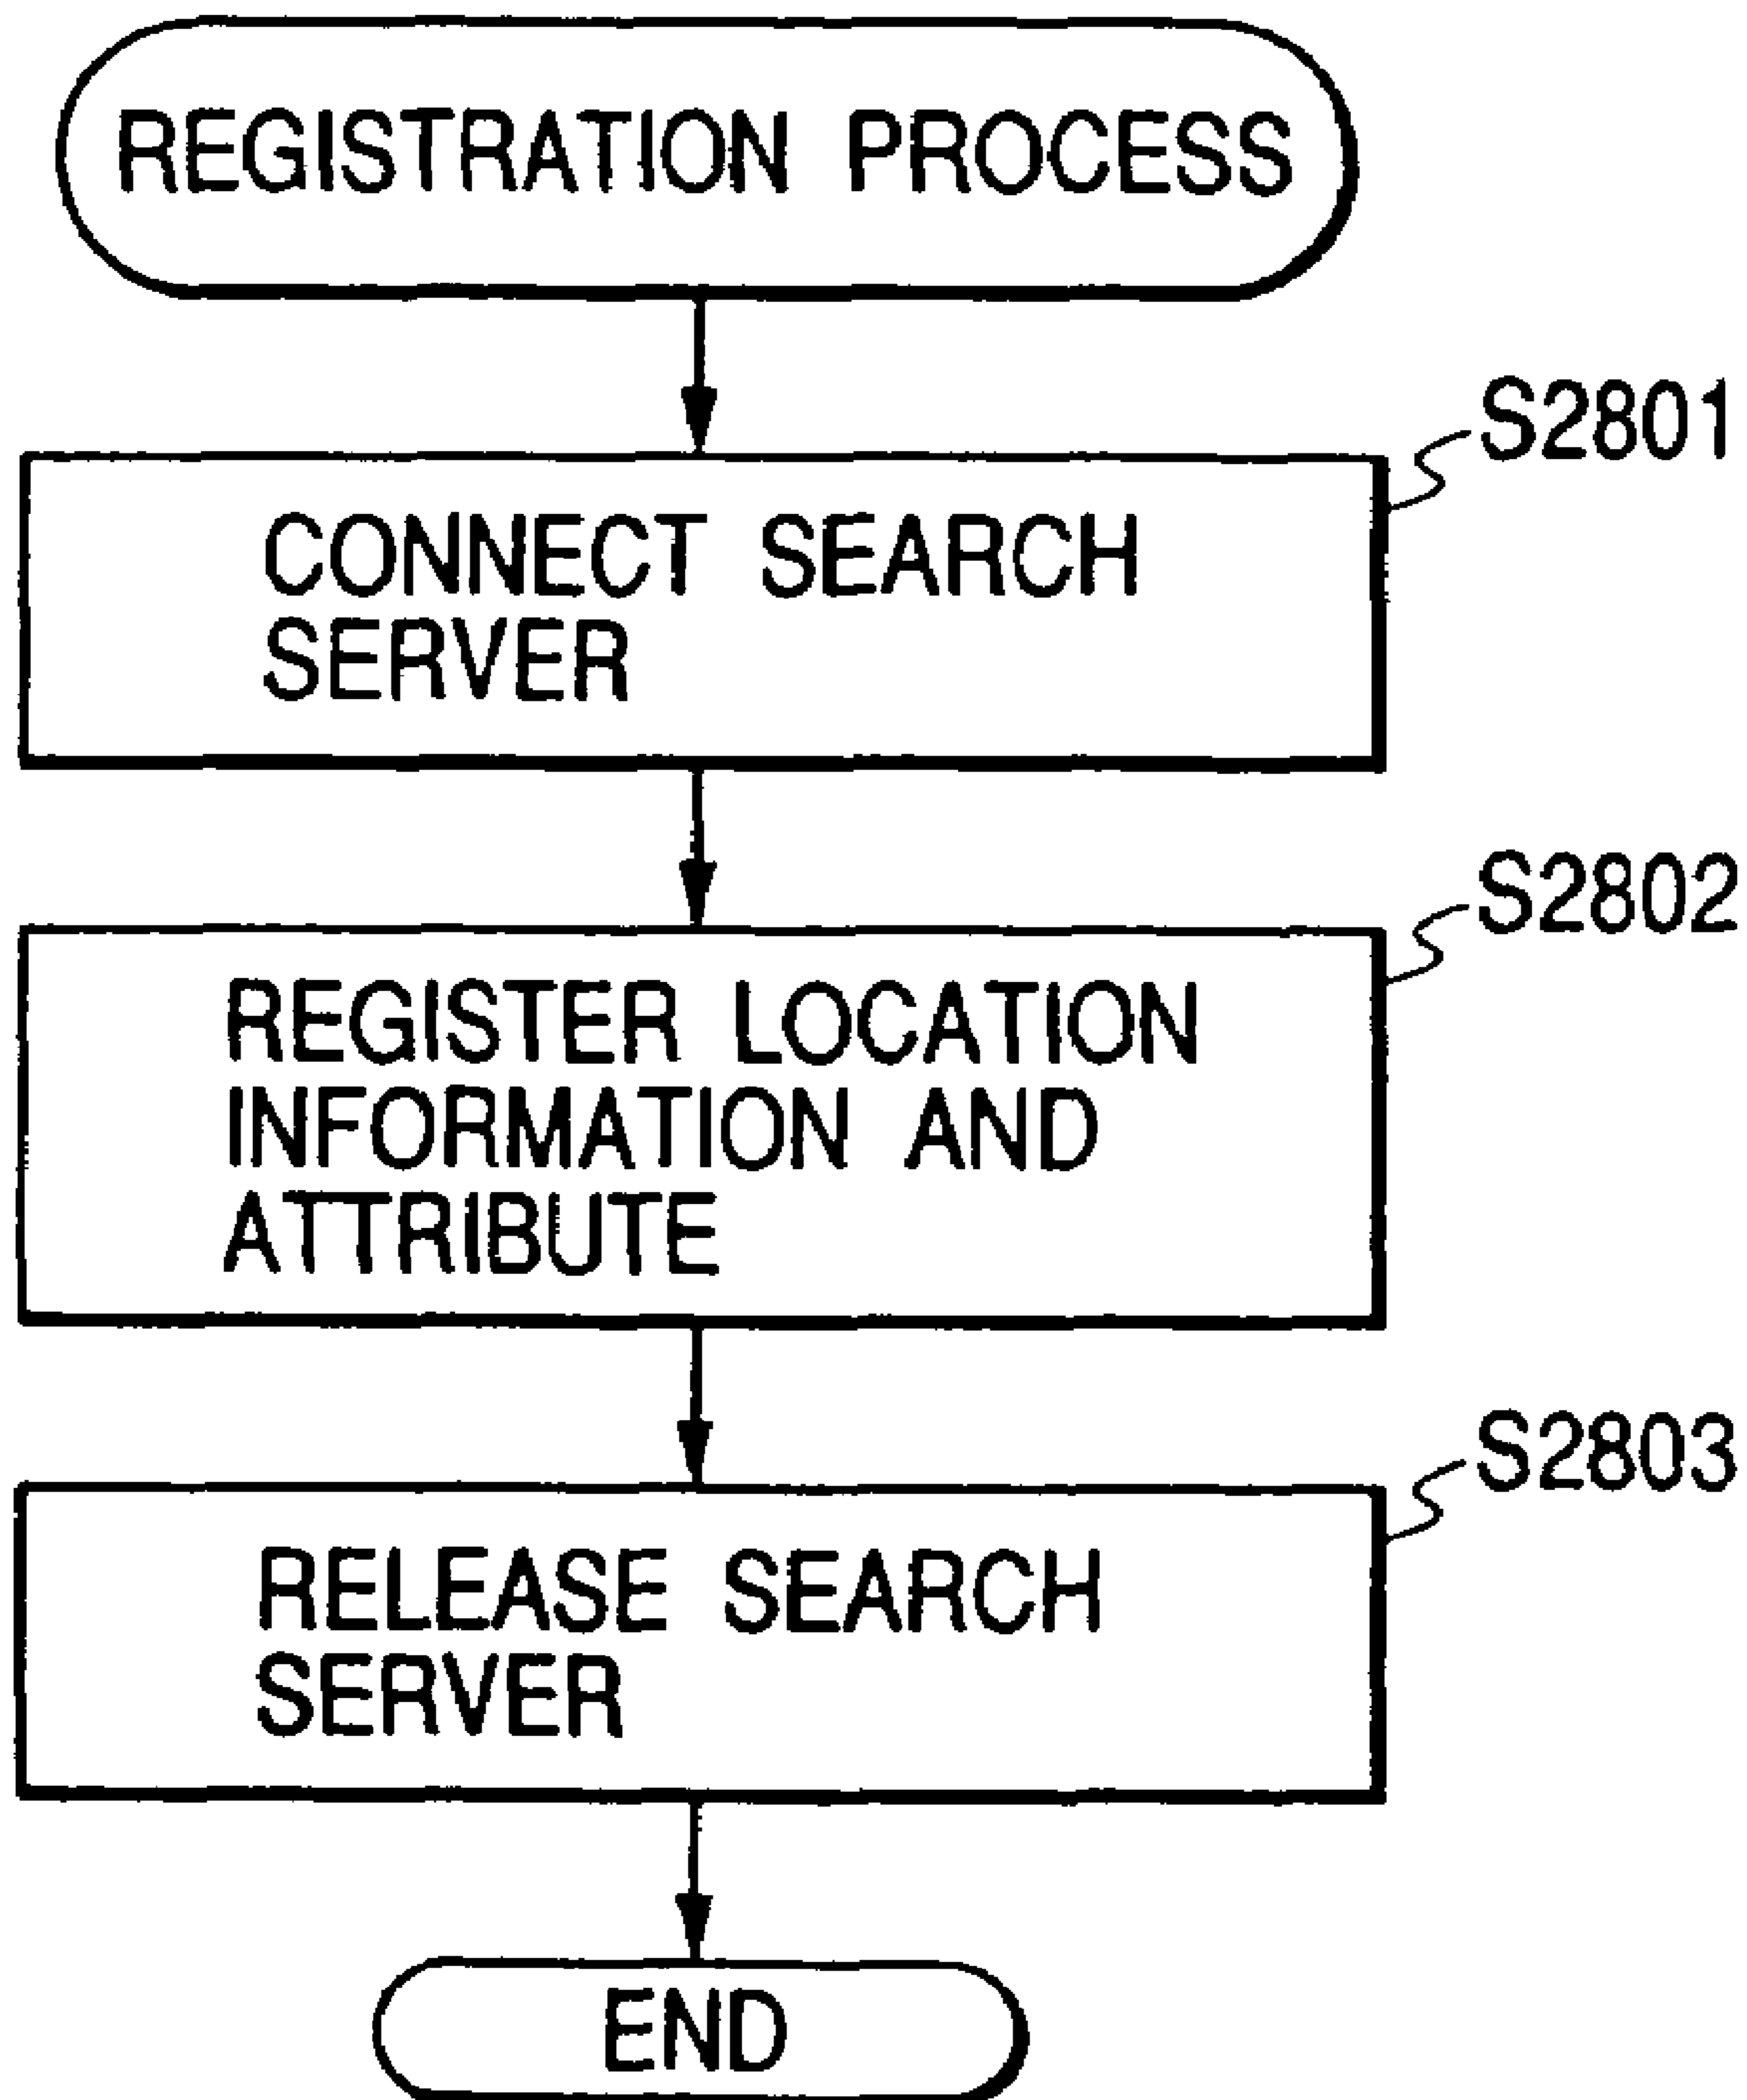 REGISTRATION PROCESS
S2801
CONNECT SEARCH
SERVER
S2802
REGISTER LOCATION
INFORMATION AND
ATTRIBUTE
S2803
RELEASE SEARCH
SERVER
END